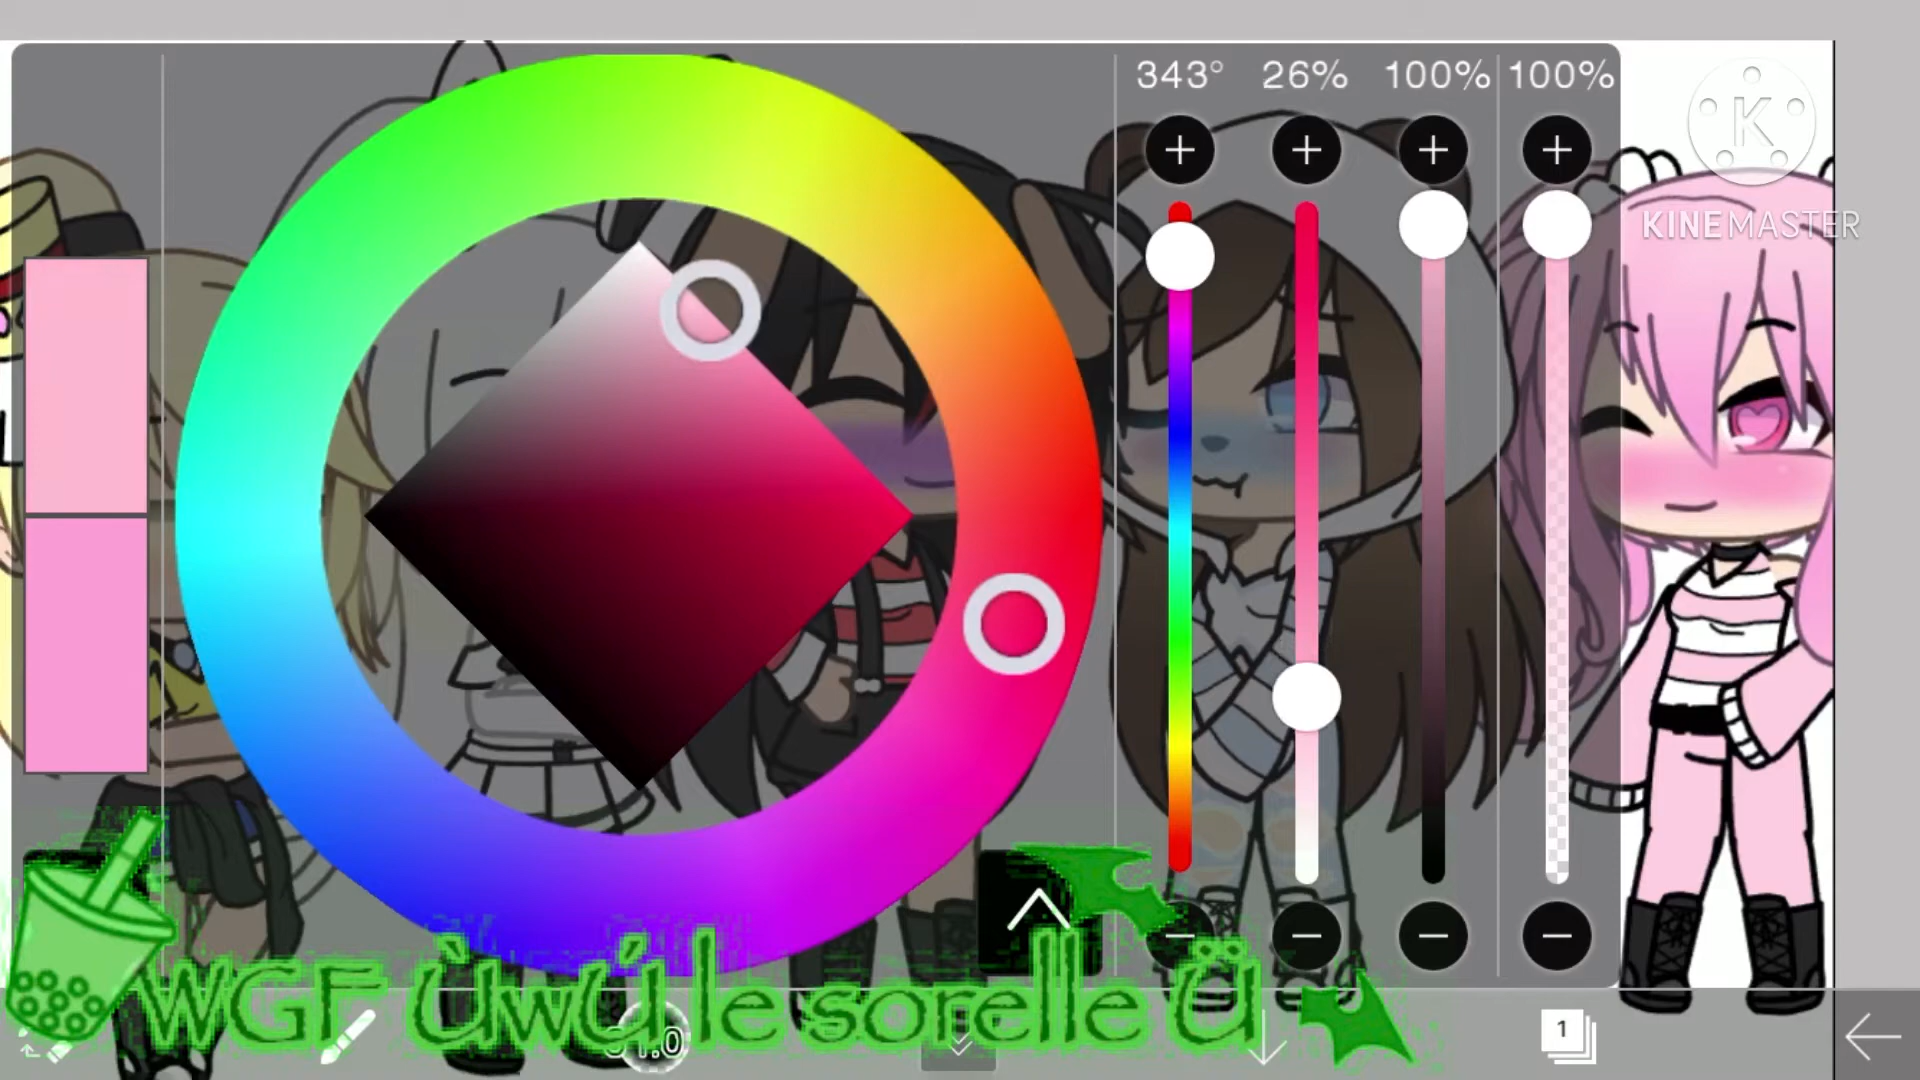 343° 26% 100% 100%
K
KINEMASTER
WGF ÙwÚ le sorelle Ü
1